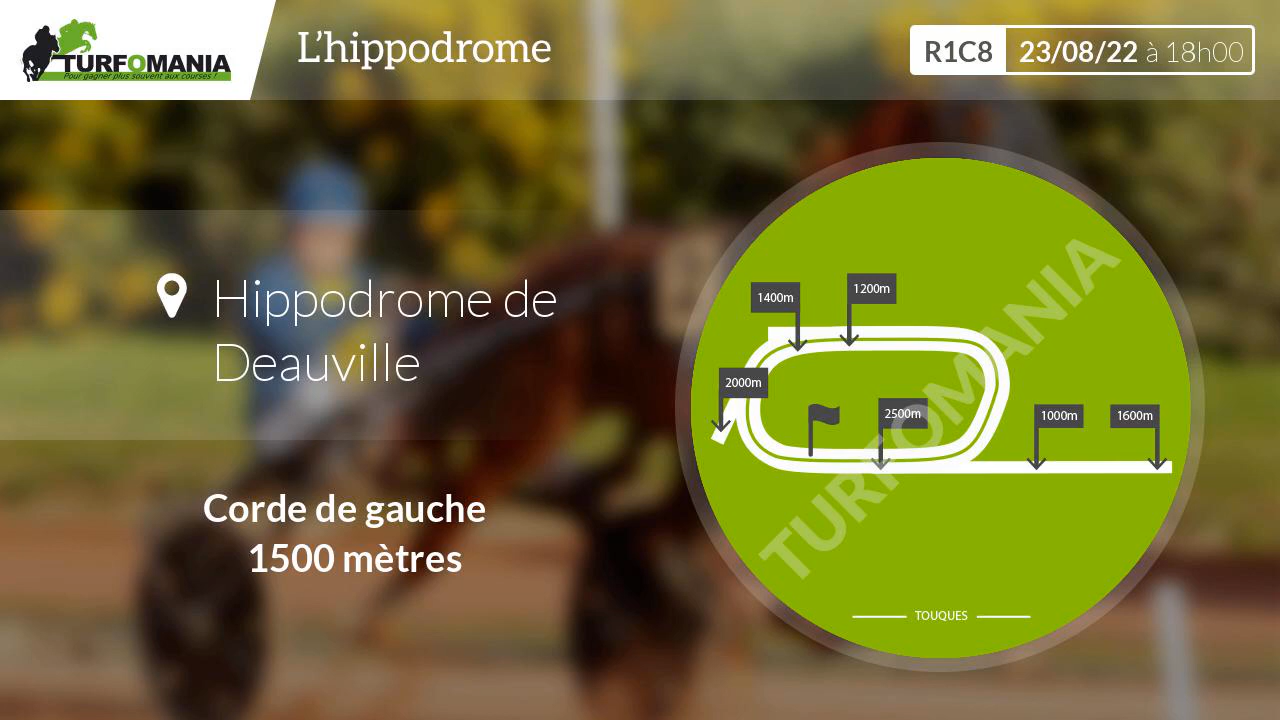 TURFOMANIA
Pour gagner plus souvent aux courses !
L'hippodrome
R1C8 23/08/22 à 18h00
Hippodrome de
Deauville
Corde de gauche
1500 mètres
1400m
1200m
2000m
2500m
1000m
1600m
TURFOMANIA
TOUQUES